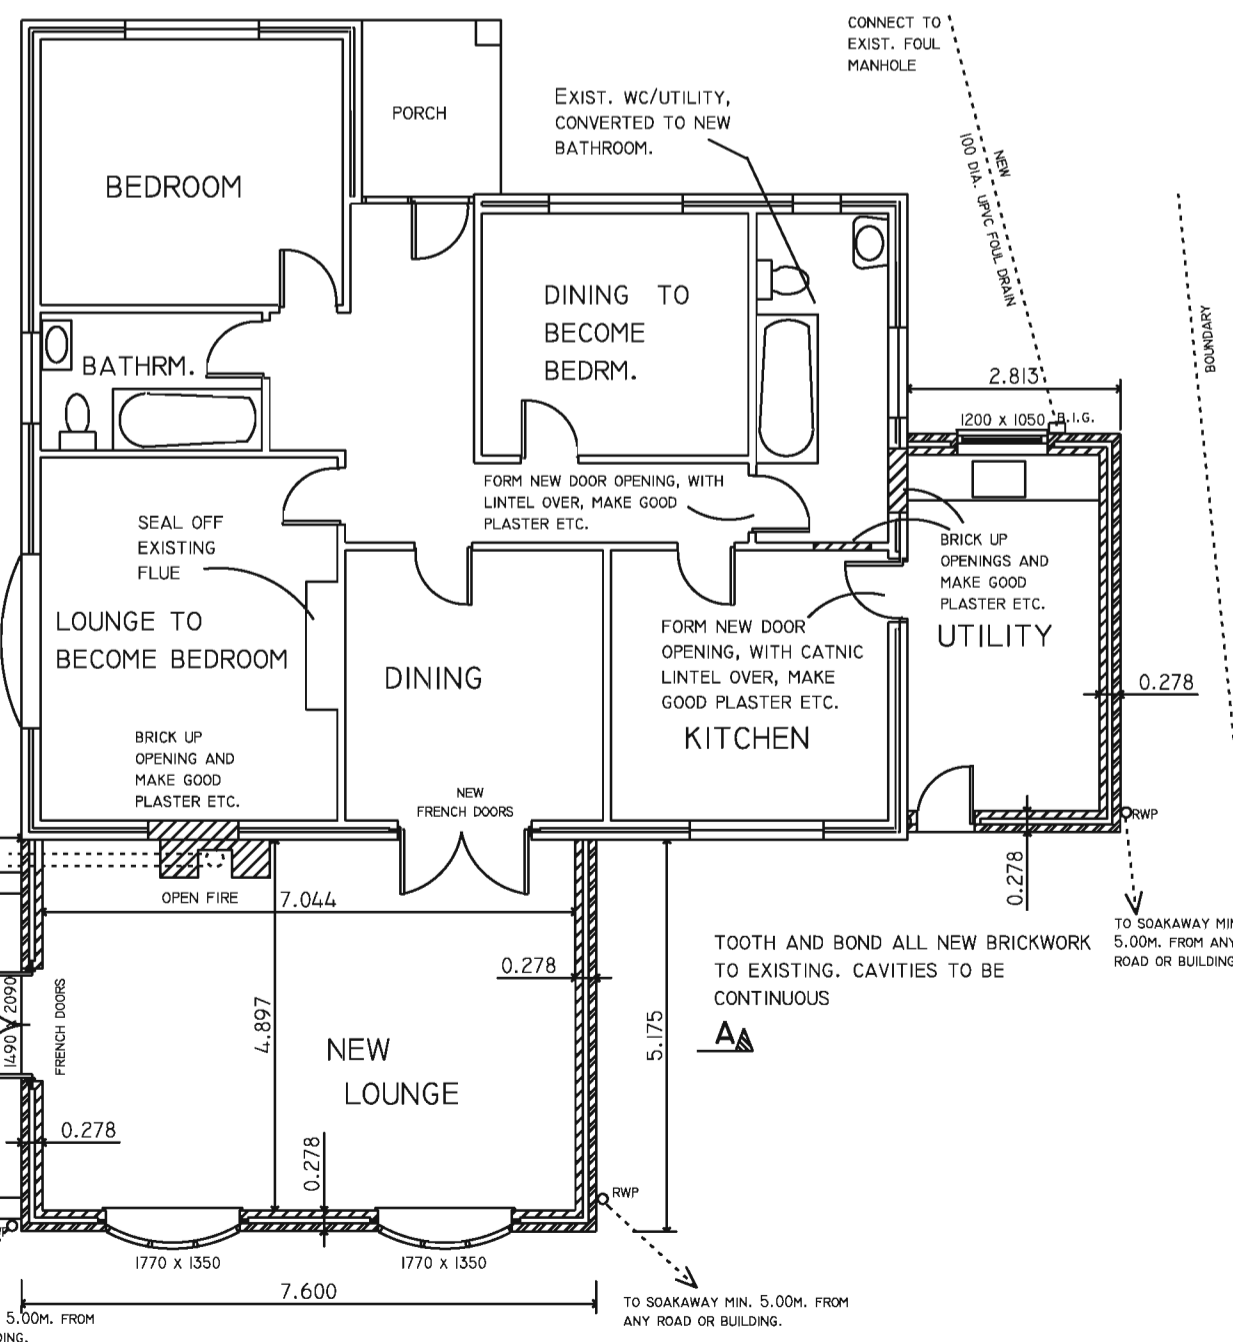 CONNECT TO
EXIST. FOUL
MANHOLE
PORCH
EXIST. WC/UTILITY,
CONVERTED TO NEW
BATHROOM.
NEW
100 DIA. UPVC FOUL DRAIN
BEDROOM
BOUNDARY
DINING TO
BECOME
BEDRM.
BATHRM.
2.813
1200 X 1050 B.I.G.
FORM NEW DOOR OPENING, WITH
LINTEL OVER, MAKE GOOD
PLASTER ETC.
SEAL OFF
EXISTING
FLUE
BRICK UP
OPENINGS AND
MAKE GOOD
PLASTER ETC.
UTILITY
LOUNGE TO
BECOME BEDROOM
FORM NEW DOOR
OPENING, WITH CATNIC
LINTEL OVER, MAKE
GOOD PLASTER ETC.
DINING
0.278
KITCHEN
BRICK UP
OPENING AND
MAKE GOOD
PLASTER ETC.
NEW
FRENCH DOORS
RWP
0.278
OPEN FIRE
7.044
TO SOAKAWAY MIN
5.00M. FROM ANY
ROAD OR BUILDING
TOOTH AND BOND ALL NEW BRICKWORK
TO EXISTING. CAVITIES TO BE
CONTINUOUS
0.278
1490 X 2090
FRENCH DOORS
4.897
5.175
A
NEW
LOUNGE
0.278
0.278
RWP
1770 X 1350
1770 X 1350
7.600
TO SOAKAWAY MIN. 5.00M. FROM
ANY ROAD OR BUILDING.
5.00M. FROM